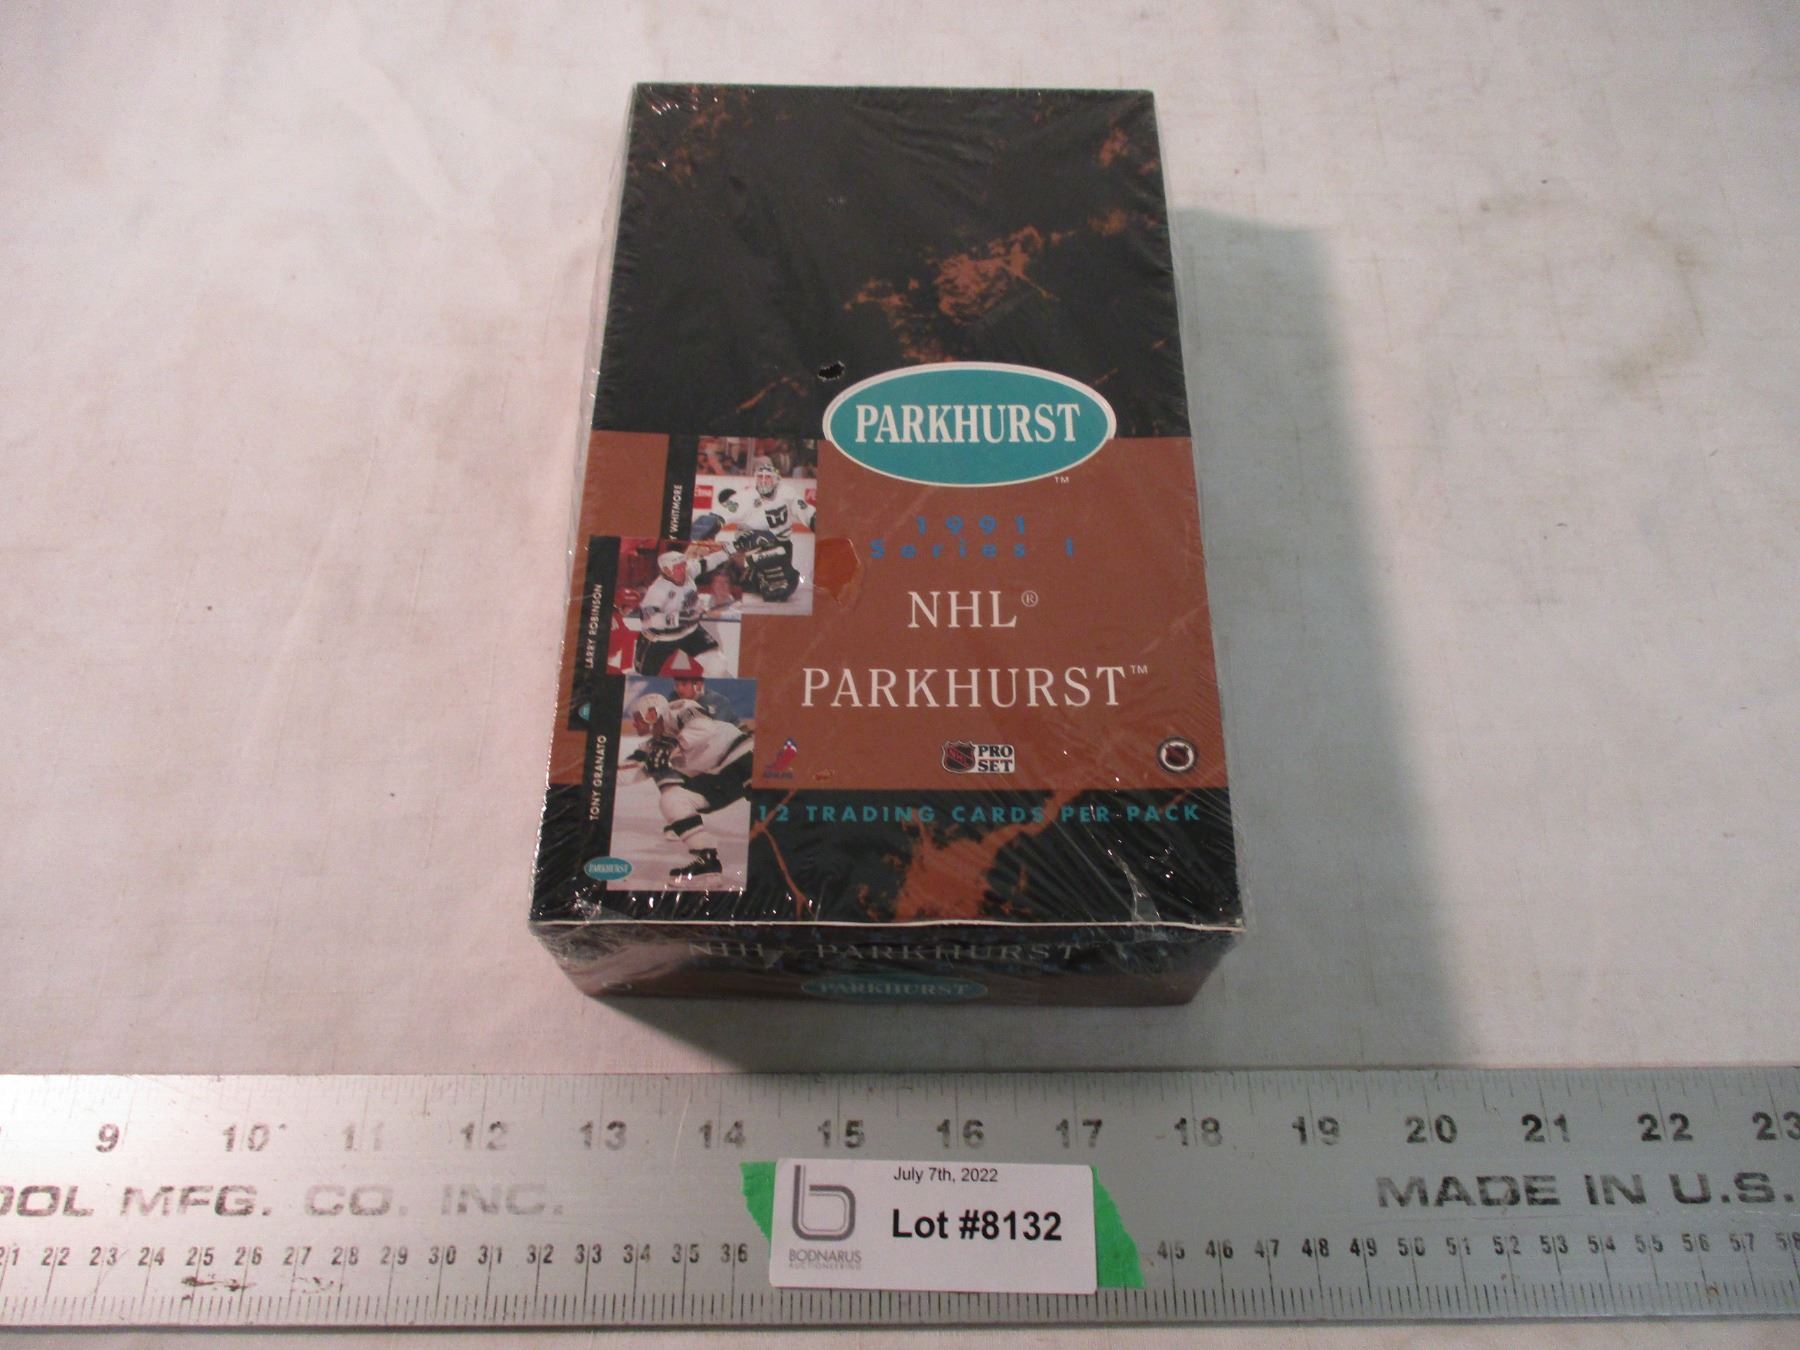 PARKHURST
TM
WHITMORE
1991
Series 1
LARRY ROBINSON
NHL®
PARKHURST™
TONY GRANATO
NHL
PRO
SET
12 TRADING CARDS PER PACK
PARKHURST
NHL PARKHURST
PARKHURST
9 10 11 12 13 14 15 16 17 18 19 20 21 22 23
MFG. CO. INC.
MADE IN U.S.
July 7th, 2022
Lot #8132
BODNARUS
AUCTIONEERING
21 22 23 24 25 26 27 28 29 30 31 32 33 34 35 36 45 46 47 48 49 50 51 52 53 54 55 56 57 58